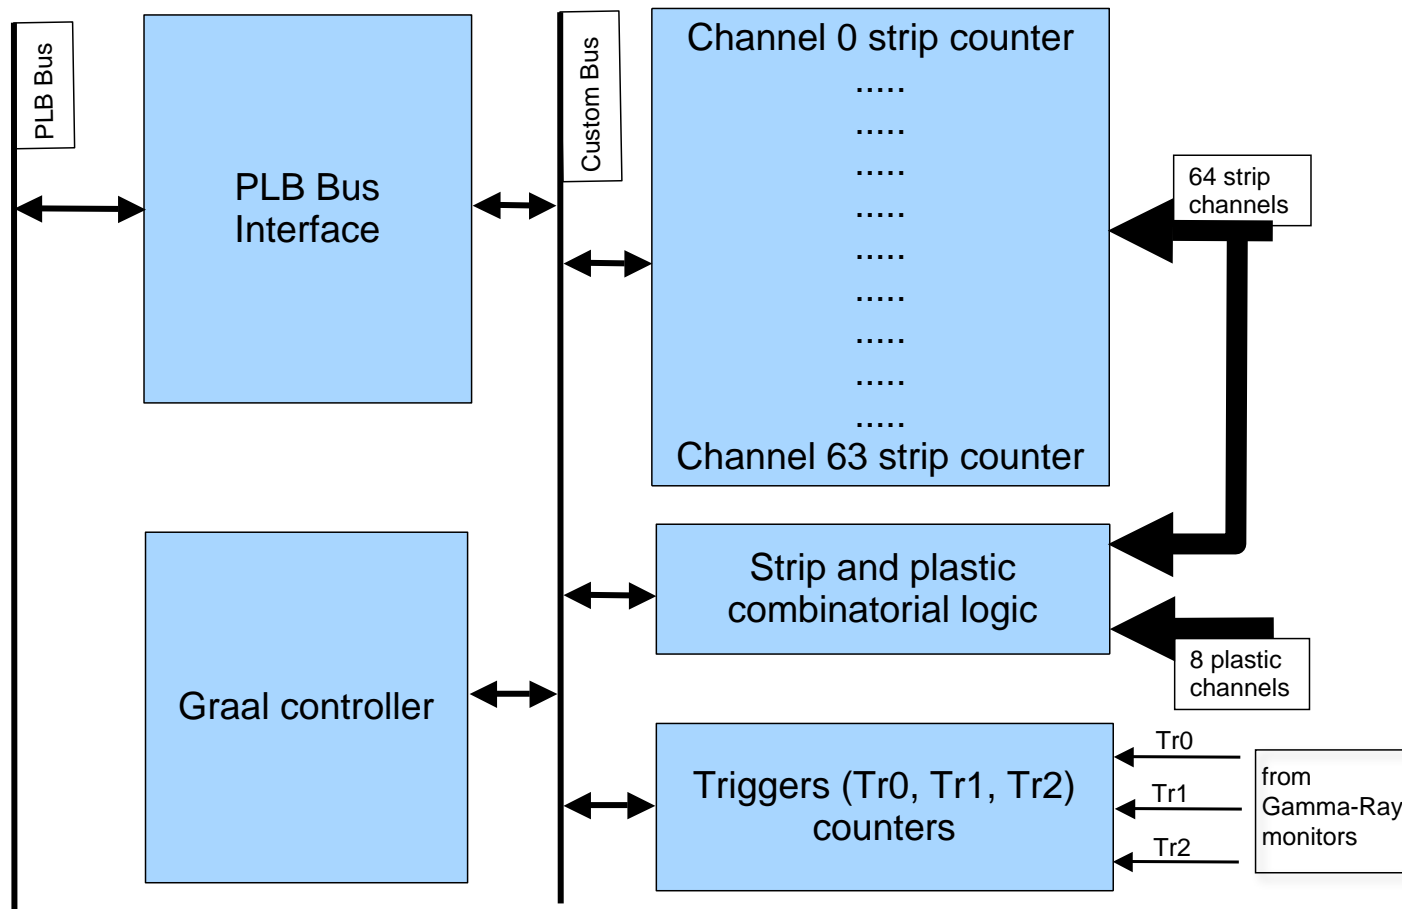 PLB Bus
Custom Bus
PLB Bus
Interface
Channel 0 strip counter
.....
.....
.....
.....
.....
.....
.....
.....
.....
Channel 63 strip counter
64 strip
channels
Strip and plastic
combinatorial logic
8 plastic
channels
Graal controller
Triggers (Tr0, Tr1, Tr2)
counters
Tr0
Tr1
Tr2
from
Gamma-Ray
monitors